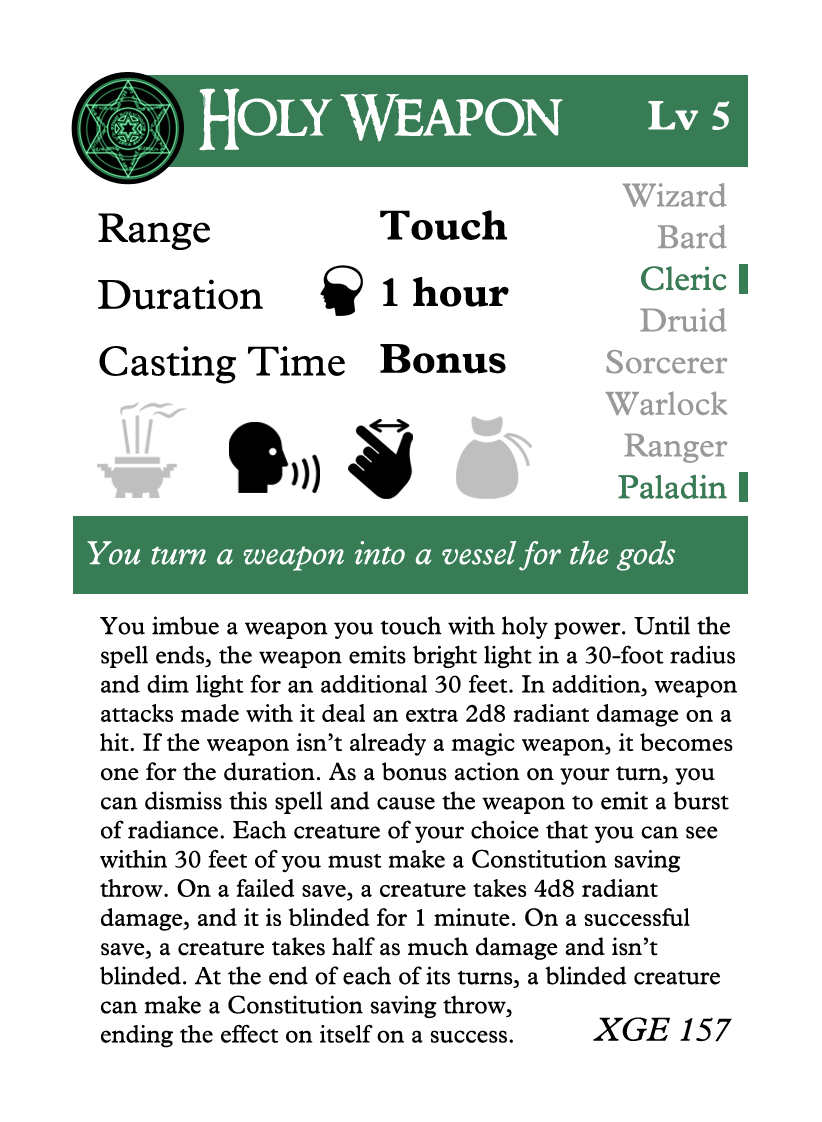 HOLY WEAPON
Lv 5
Range Touch
Duration 1 hour
Casting Time Bonus
Wizard
Bard
Cleric
Druid
Sorcerer
Warlock
Ranger
Paladin
You turn a weapon into a vessel for the gods
You imbue a weapon you touch with holy power. Until the
spell ends, the weapon emits bright light in a 30-foot radius
and dim light for an additional 30 feet. In addition, weapon
attacks made with it deal an extra 2d8 radiant damage on a
hit. If the weapon isn’t already a magic weapon, it becomes
one for the duration. As a bonus action on your turn, you
can dismiss this spell and cause the weapon to emit a burst
of radiance. Each creature of your choice that you can see
within 30 feet of you must make a Constitution saving
throw. On a failed save, a creature takes 4d8 radiant
damage, and it is blinded for 1 minute. On a successful
save, a creature takes half as much damage and isn’t
blinded. At the end of each of its turns, a blinded creature
can make a Constitution saving throw,
ending the effect on itself on a success.
XGE 157